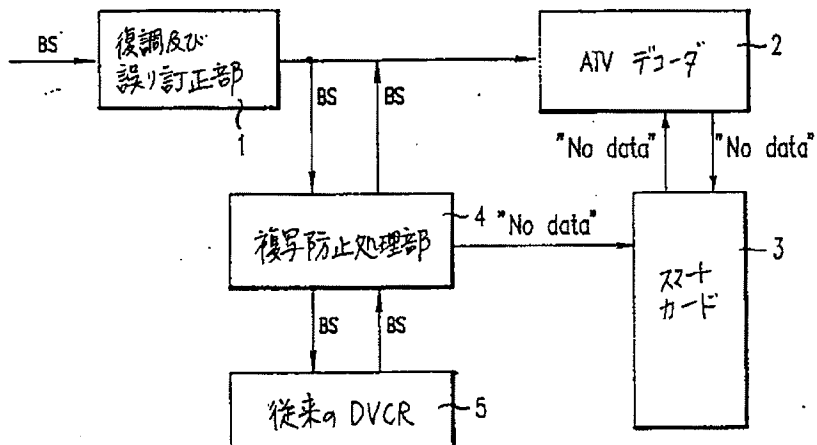 BS
復調及び
誤り訂正部
1
ATV デコーダ
2
BS
BS
"No data"
"No data"
複写防止処理部
4
"No data"
スマート
カード
3
BS
BS
従来の DVCR
5